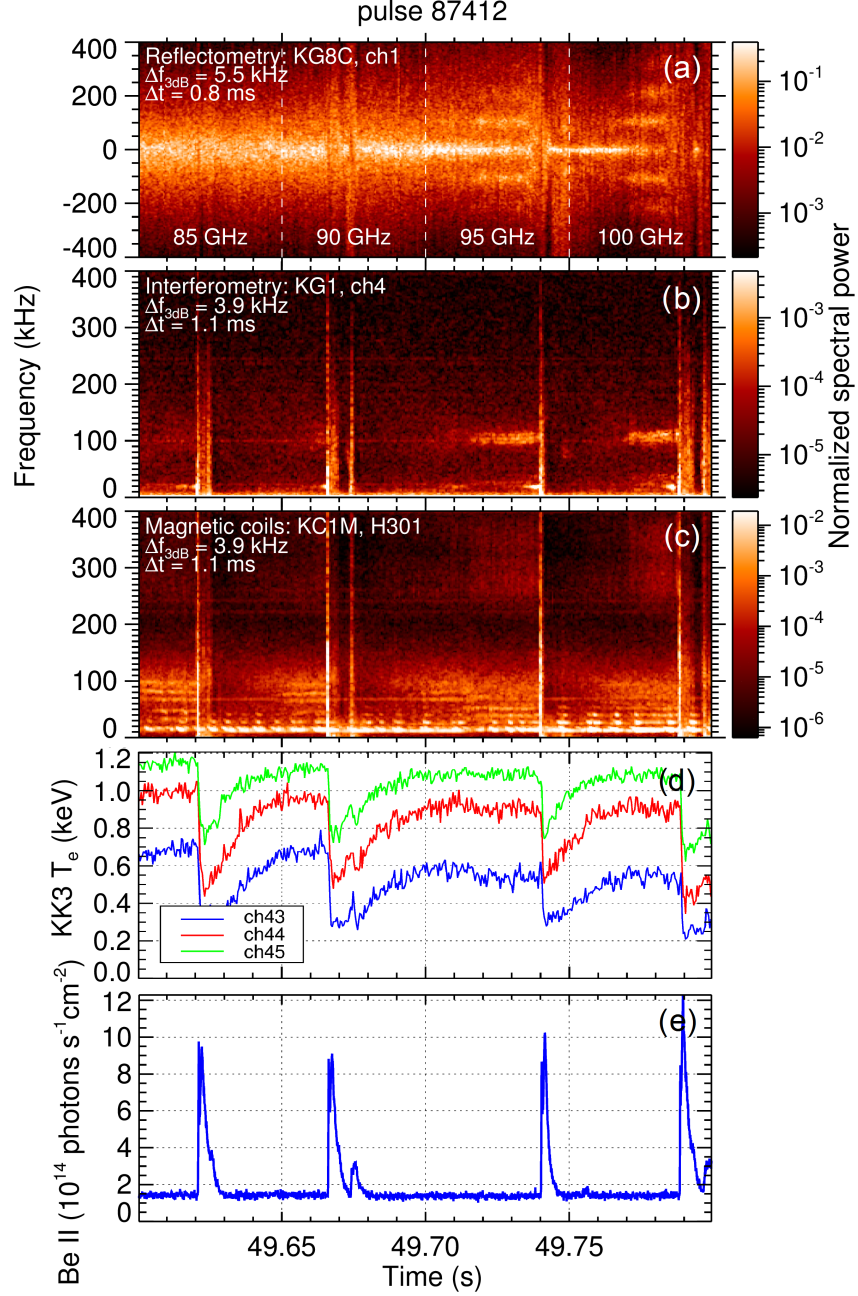 pulse 87412
Reflectometry: KG8C, ch1
Δf3dB = 5.5 kHz
Δt = 0.8 ms
(a)
400
200
0
-200
-400
85 GHz
90 GHz
95 GHz
100 GHz
10-1
10-2
10-3
Interferometry: KG1, ch4
Δf3dB = 3.9 kHz
Δt = 1.1 ms
(b)
400
300
200
100
0
10-3
10-4
10-5
Frequency (kHz)
Normalized spectral power
Magnetic coils: KC1M, H301
Δf3dB = 3.9 kHz
Δt = 1.1 ms
(c)
400
300
200
100
0
10-2
10-3
10-4
10-5
10-6
KK3 Te (keV)
(d)
1.2
1.0
0.8
0.6
0.4
0.2
0.0
ch43
ch44
ch45
Be II (1014 photons s-1cm-2)
(e)
12
10
8
6
4
2
0
49.65
49.70
49.75
Time (s)